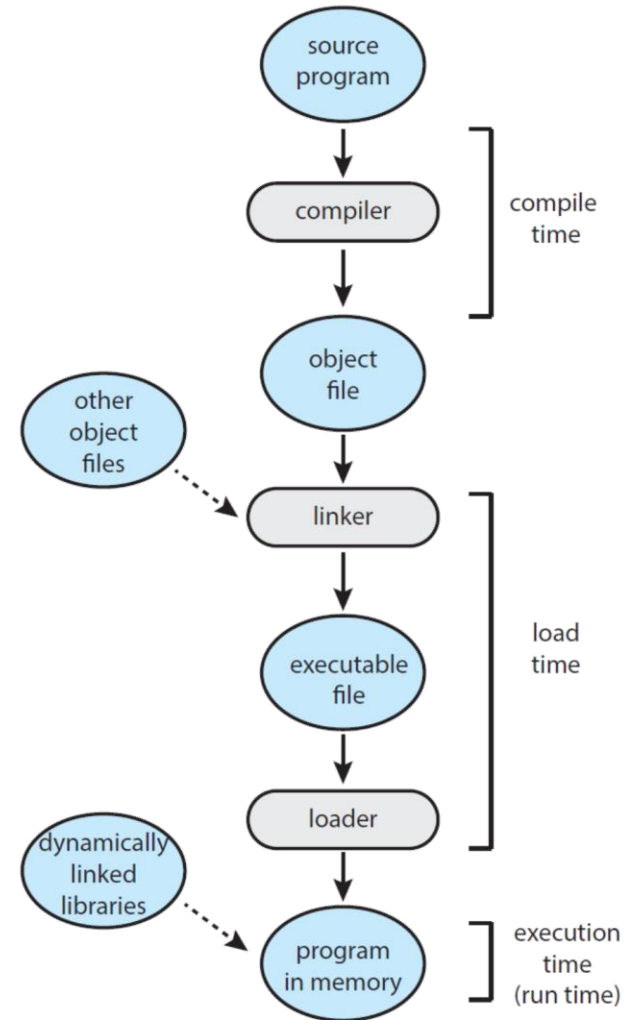 source
program
compiler
compile
time
object
file
other
object
files
linker
load
time
executable
file
loader
dynamically
linked
libraries
program
in memory
execution
time
(run time)